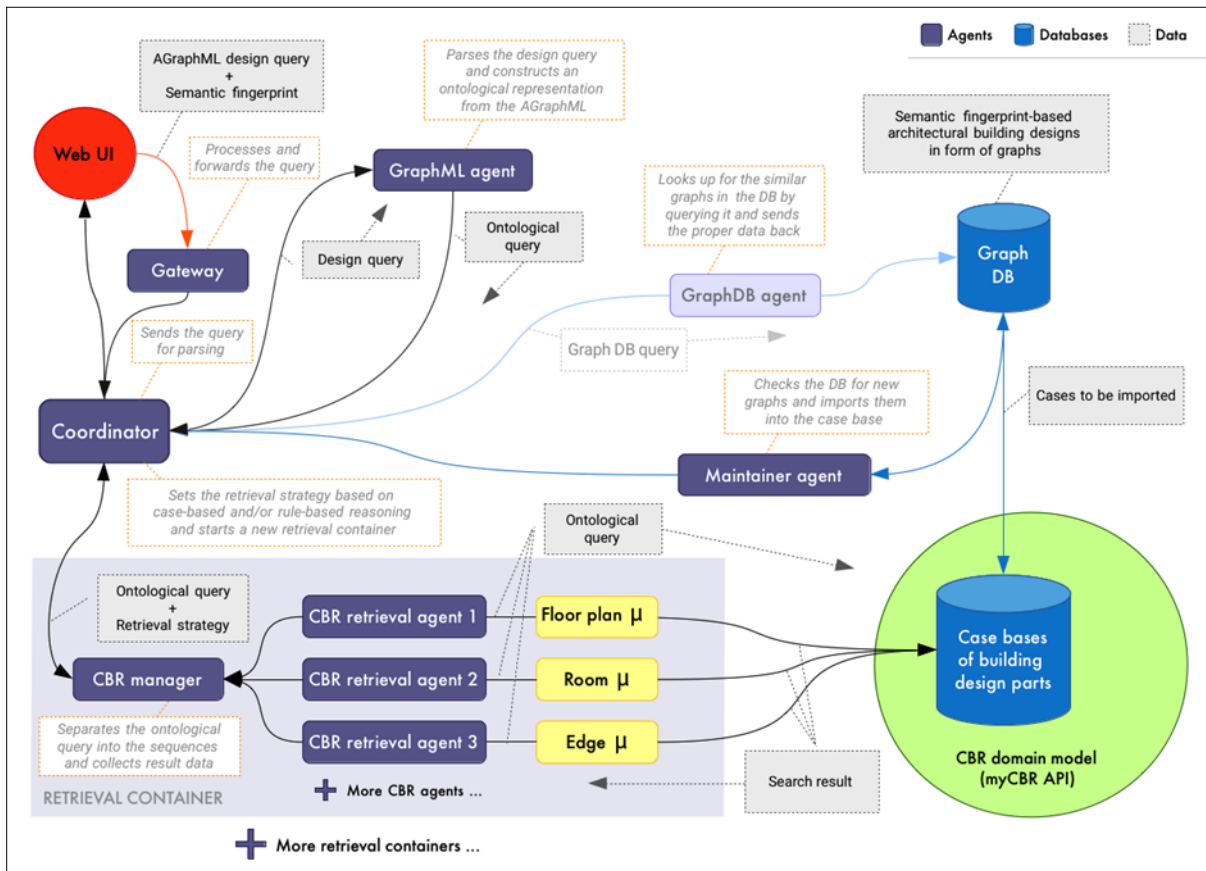 Agents
Databases
Data
AGraphML design query
+
Semantic fingerprint
Parses the design query
and constructs an
ontological representation
from the AGraphML
Semantic fingerprint-based
architectural building designs
in form of graphs
Web UI
Processes and
forwards the query
GraphML agent
Looks up for the similar
graphs in the DB by
querying it and sends
the proper data back
Ontological
query
Design query
Gateway
Graph
DB
GraphDB agent
Sends the query
for parsing
Graph DB query
Checks the DB for new
graphs and imports them
into the case base
Cases to be imported
Coordinator
Maintainer agent
Sets the retrieval strategy based on
case-based and/or rule-based reasoning
and starts a new retrieval container
Ontological
query
Ontological query
+
Retrieval strategy
CBR retrieval agent 1
Floor plan μ
CBR manager
CBR retrieval agent 2
Room μ
Case bases
of building
design parts
Separates the ontological
query into the sequences
and collects result data
CBR retrieval agent 3
Edge μ
CBR domain model
(myCBR API)
Search result
RETRIEVAL CONTAINER
+ More CBR agents ...
+ More retrieval containers ...